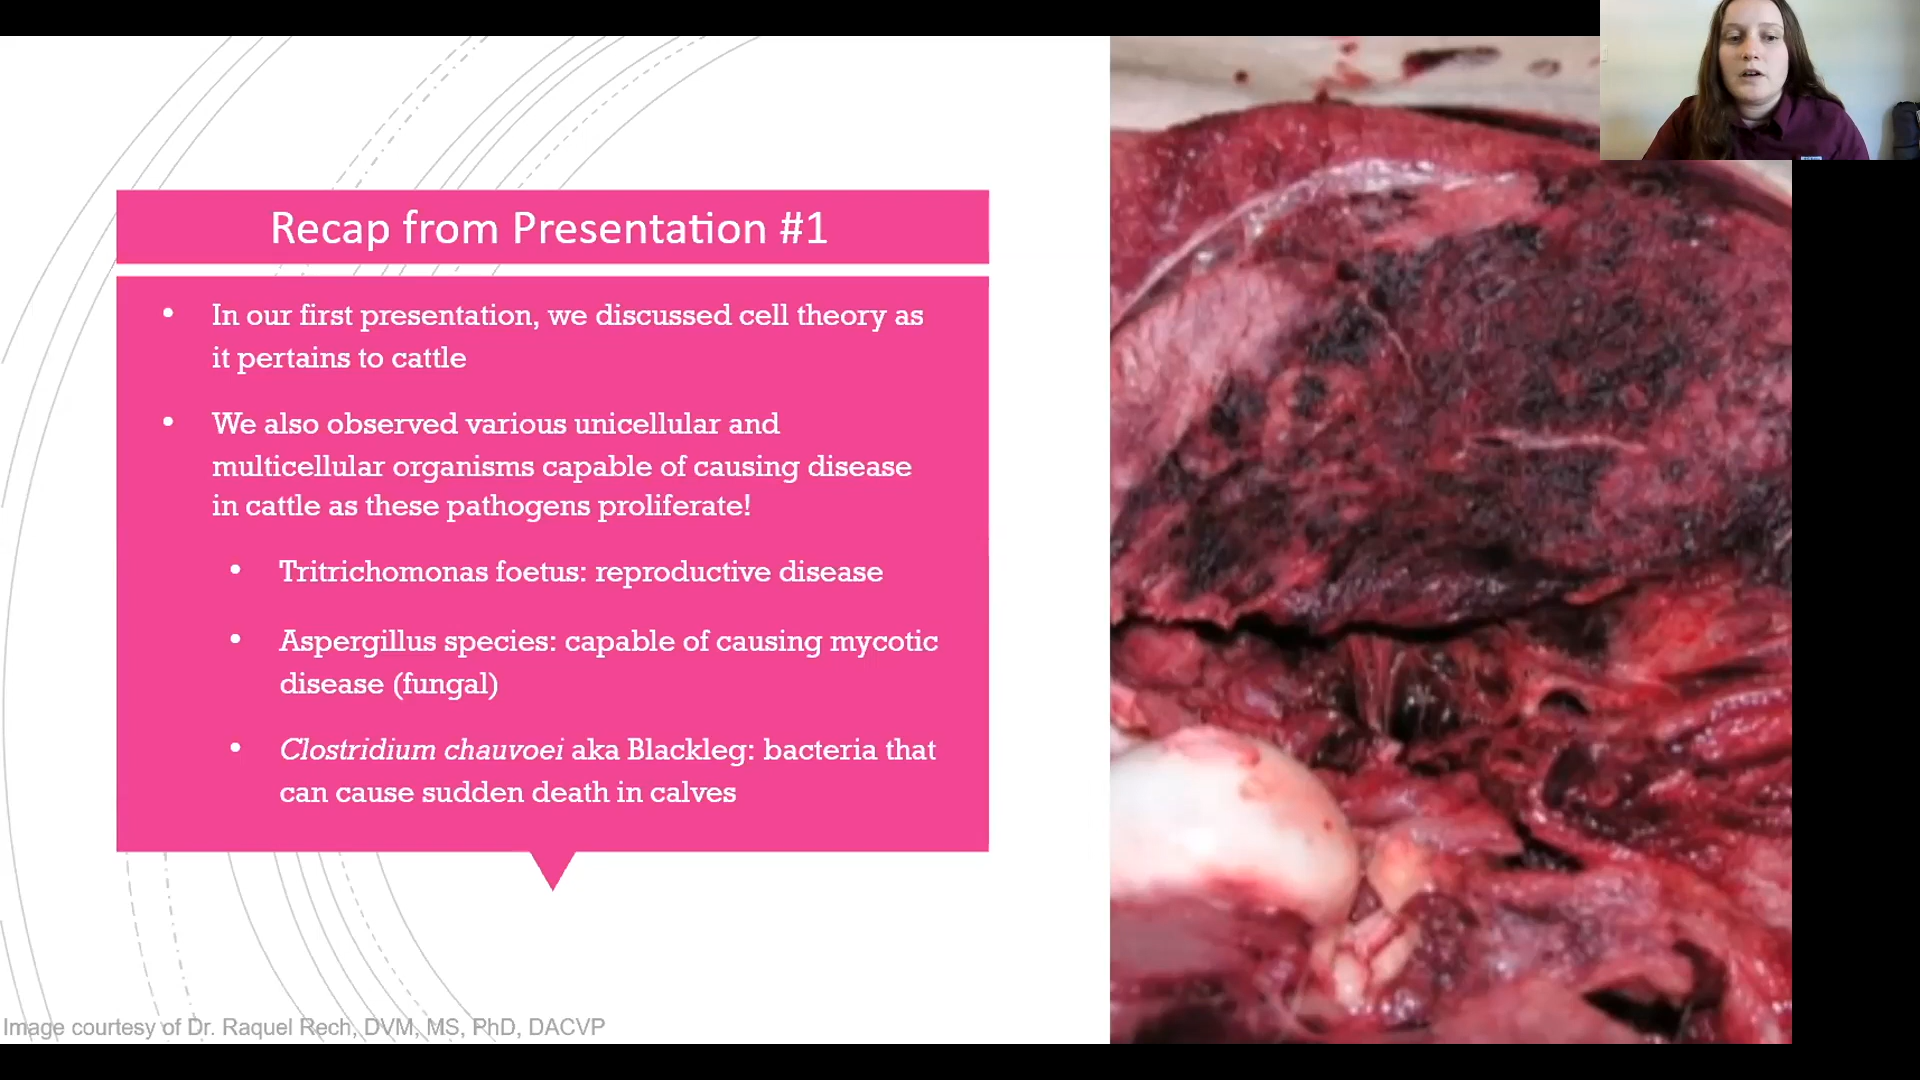 Recap from Presentation #1
• In our first presentation, we discussed cell theory as
it pertains to cattle
• We also observed various unicellular and
multicellular organisms capable of causing disease
in cattle as these pathogens proliferate!
• Tritrichomonas foetus: reproductive disease
• Aspergillus species: capable of causing mycotic
disease (fungal)
• Clostridium chauvoei aka Blackleg: bacteria that
can cause sudden death in calves
Image courtesy of Dr. Raquel Rech, DVM, MS, PhD, DACVP